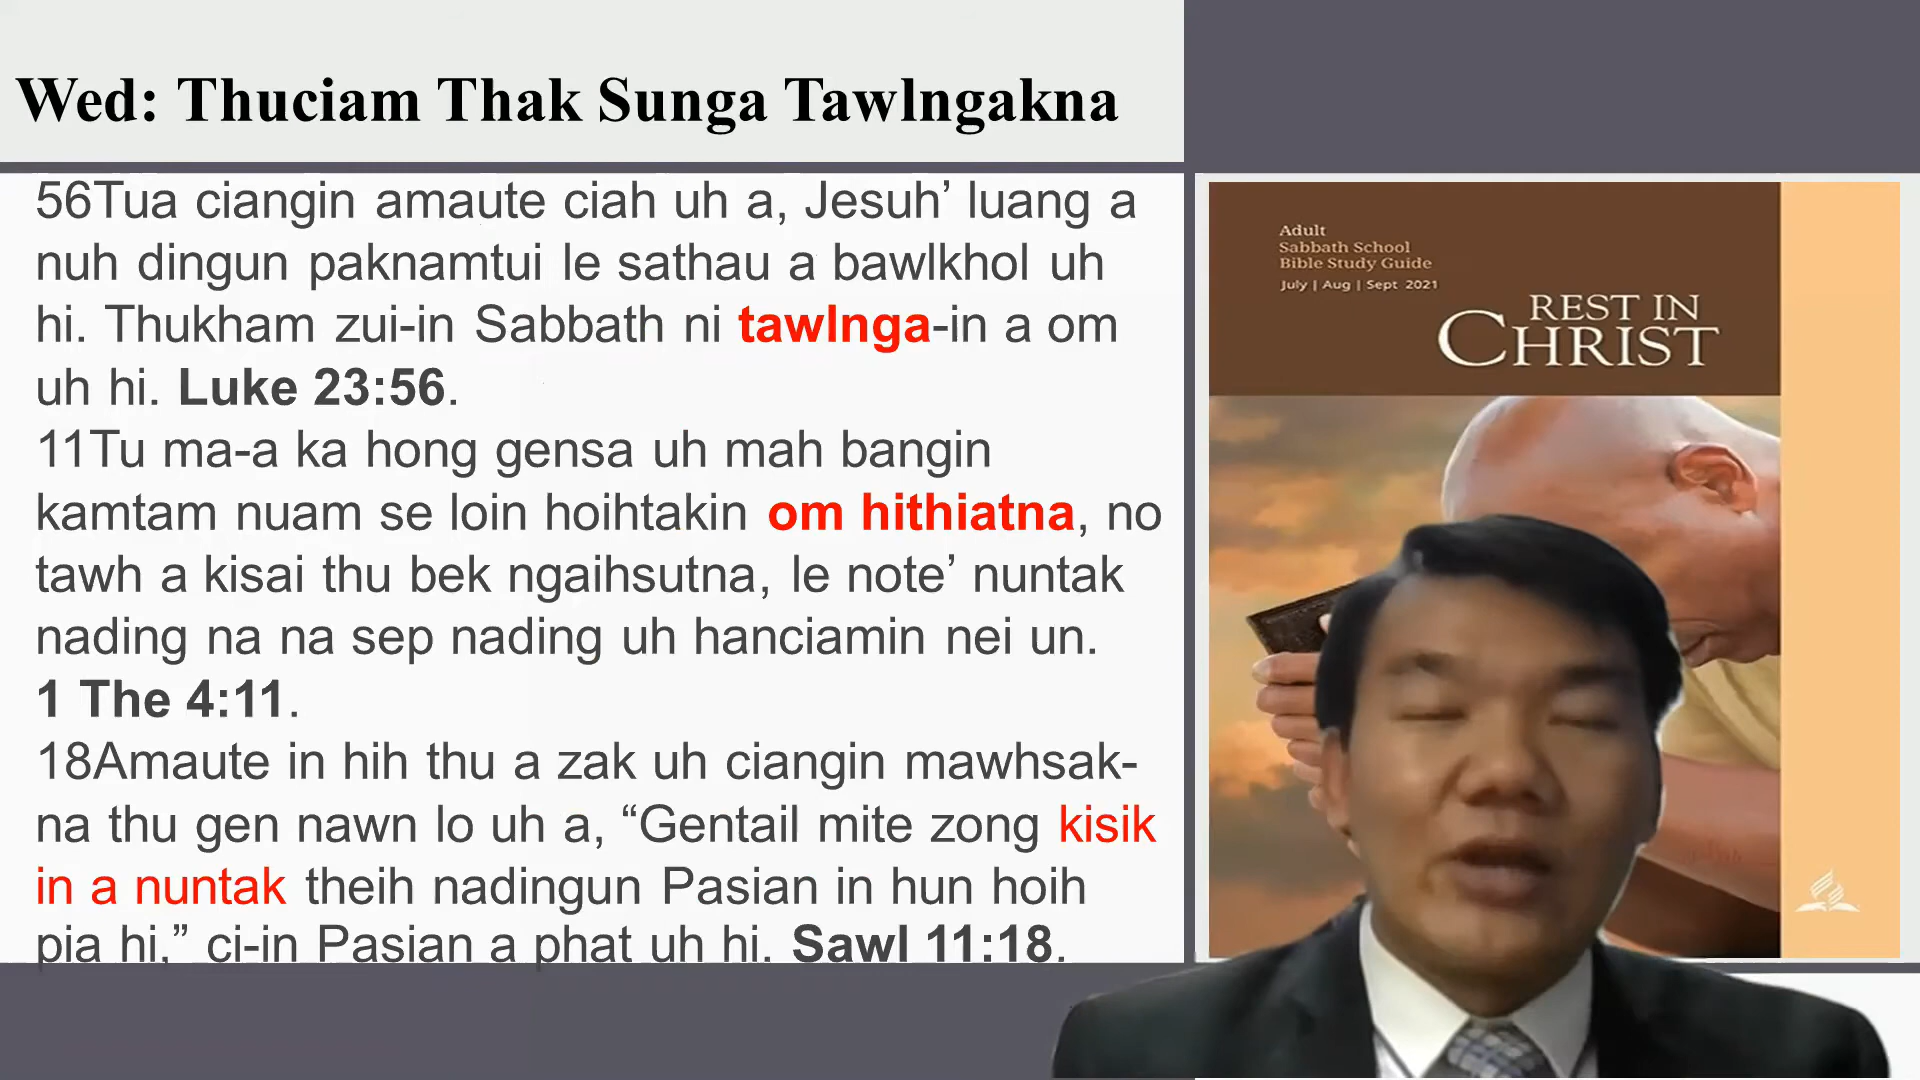 Wed: Thuciam Thak Sunga Tawlngakna
56Tua ciangin amaute ciah uh a, Jesuh’ luang a
nuh dingun paknamtui le sathau a bawlkhol uh
hi. Thukham zui-in Sabbath ni tawlnga-in a om
uh hi. Luke 23:56.
11Tu ma-a ka hong gensa uh mah bangin
kamtam nuam se loin hoihtakin om hithiatna, no
tawh a kisai thu bek ngaihsutna, le note’ nuntak
nading na na sep nading uh hanciamin nei un.
1 The 4:11.
18Amaute in hih thu a zak uh ciangin mawhsak-
na thu gen nawn lo uh a, “Gentail mite zong kisik
in a nuntak theih nadingun Pasian in hun hoih
pia hi,” ci-in Pasian a phat uh hi. Sawl 11:18.
Adult
Sabbath School
Bible Study Guide
July | Aug | Sept 2021
REST IN
CHRIST